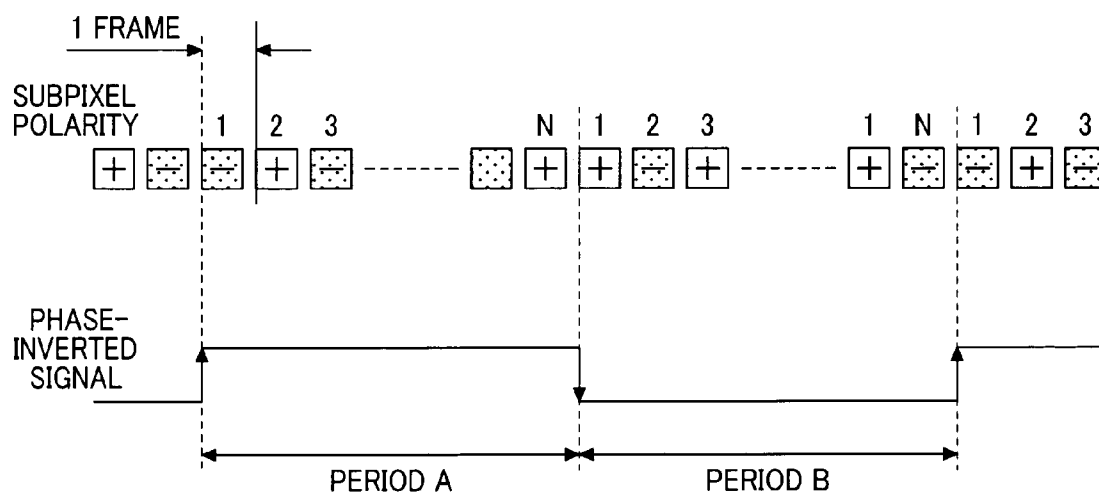 1 FRAME
SUBPIXEL
POLARITY
1 2 3 N 1 2 3 1 N 1 2 3
+ − − + − + + − + + − − + −
PHASE-
INVERTED
SIGNAL
PERIOD A PERIOD B